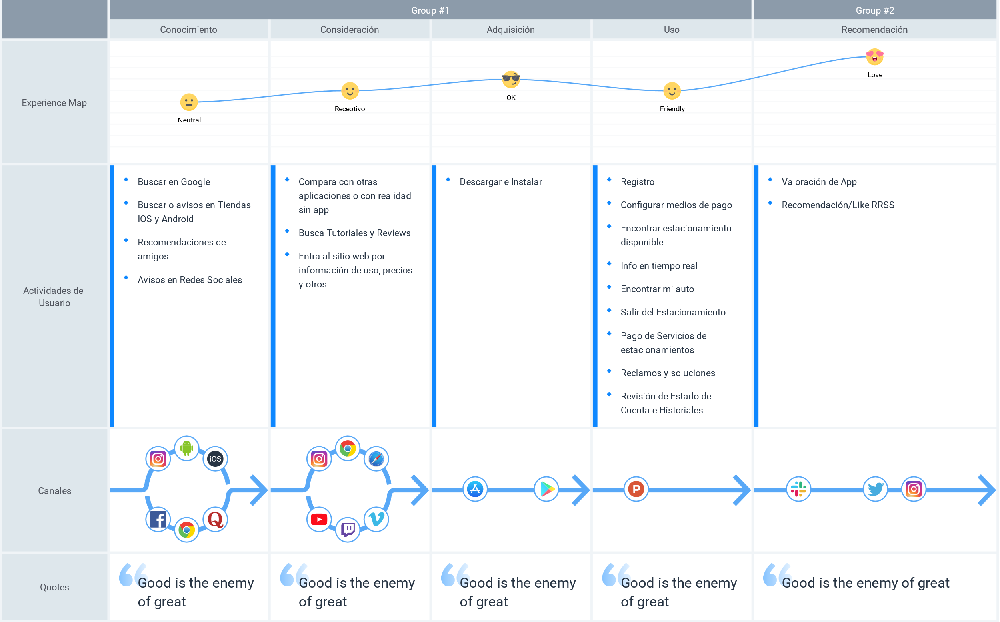 Group #1
Group #2
Conocimiento
Consideración
Adquisición
Uso
Recomendación
Experience Map
Neutral
Receptivo
OK
Friendly
Love
Actividades de
Usuario
Buscar en Google
Buscar o avisos en Tiendas
IOS y Android
Recomendaciones de
amigos
Avisos en Redes Sociales
Compara con otras
aplicaciones o con realidad
sin app
Busca Tutoriales y Reviews
Entra al sitio web por
información de uso, precios
y otros
Descargar e Instalar
Registro
Configurar medios de pago
Encontrar estacionamiento
disponible
Info en tiempo real
Encontrar mi auto
Salir del Estacionamiento
Pago de Servicios de
estacionamientos
Reclamos y soluciones
Revisión de Estado de
Cuenta e Historiales
Valoración de App
Recomendación/Like RRSS
Canales
iOS
Quotes
Good is the enemy
of great
Good is the enemy
of great
Good is the enemy
of great
Good is the enemy
of great
Good is the enemy of great